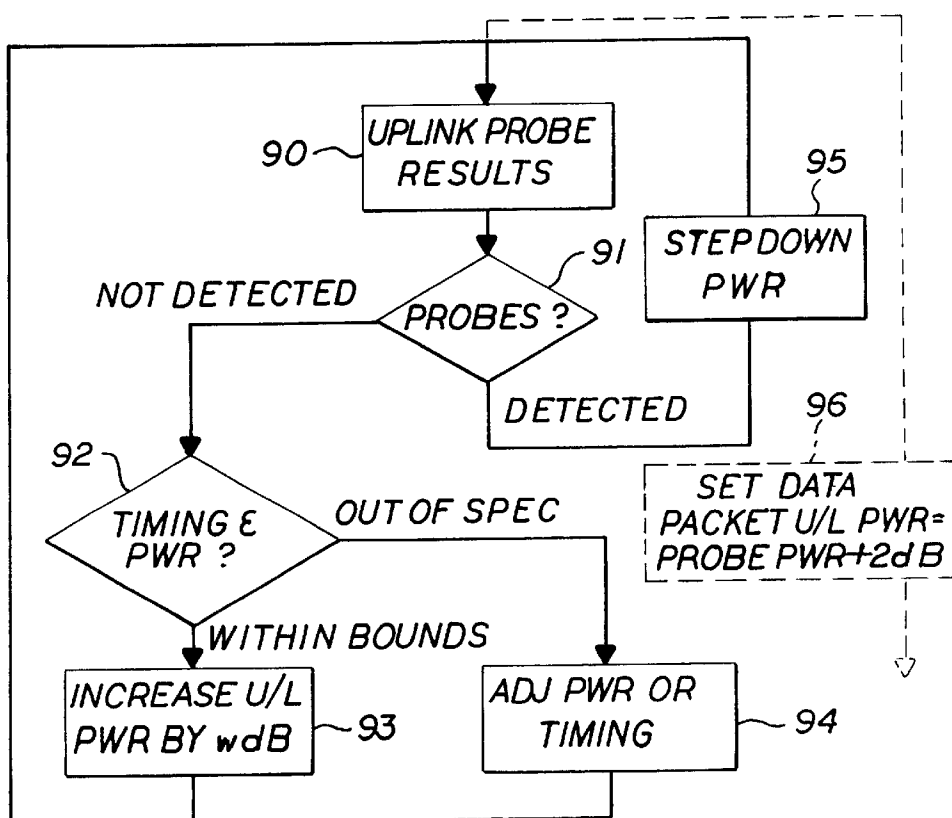 90
UPLINK PROBE
RESULTS
95
STEP DOWN
PWR
91
NOT DETECTED
PROBES ?
DETECTED
96
SET DATA
PACKET U/L PWR=
PROBE PWR+2dB
92
TIMING &
PWR ?
OUT OF SPEC
WITHIN BOUNDS
INCREASE U/L
PWR BY wdB
93
ADJ PWR OR
TIMING
94